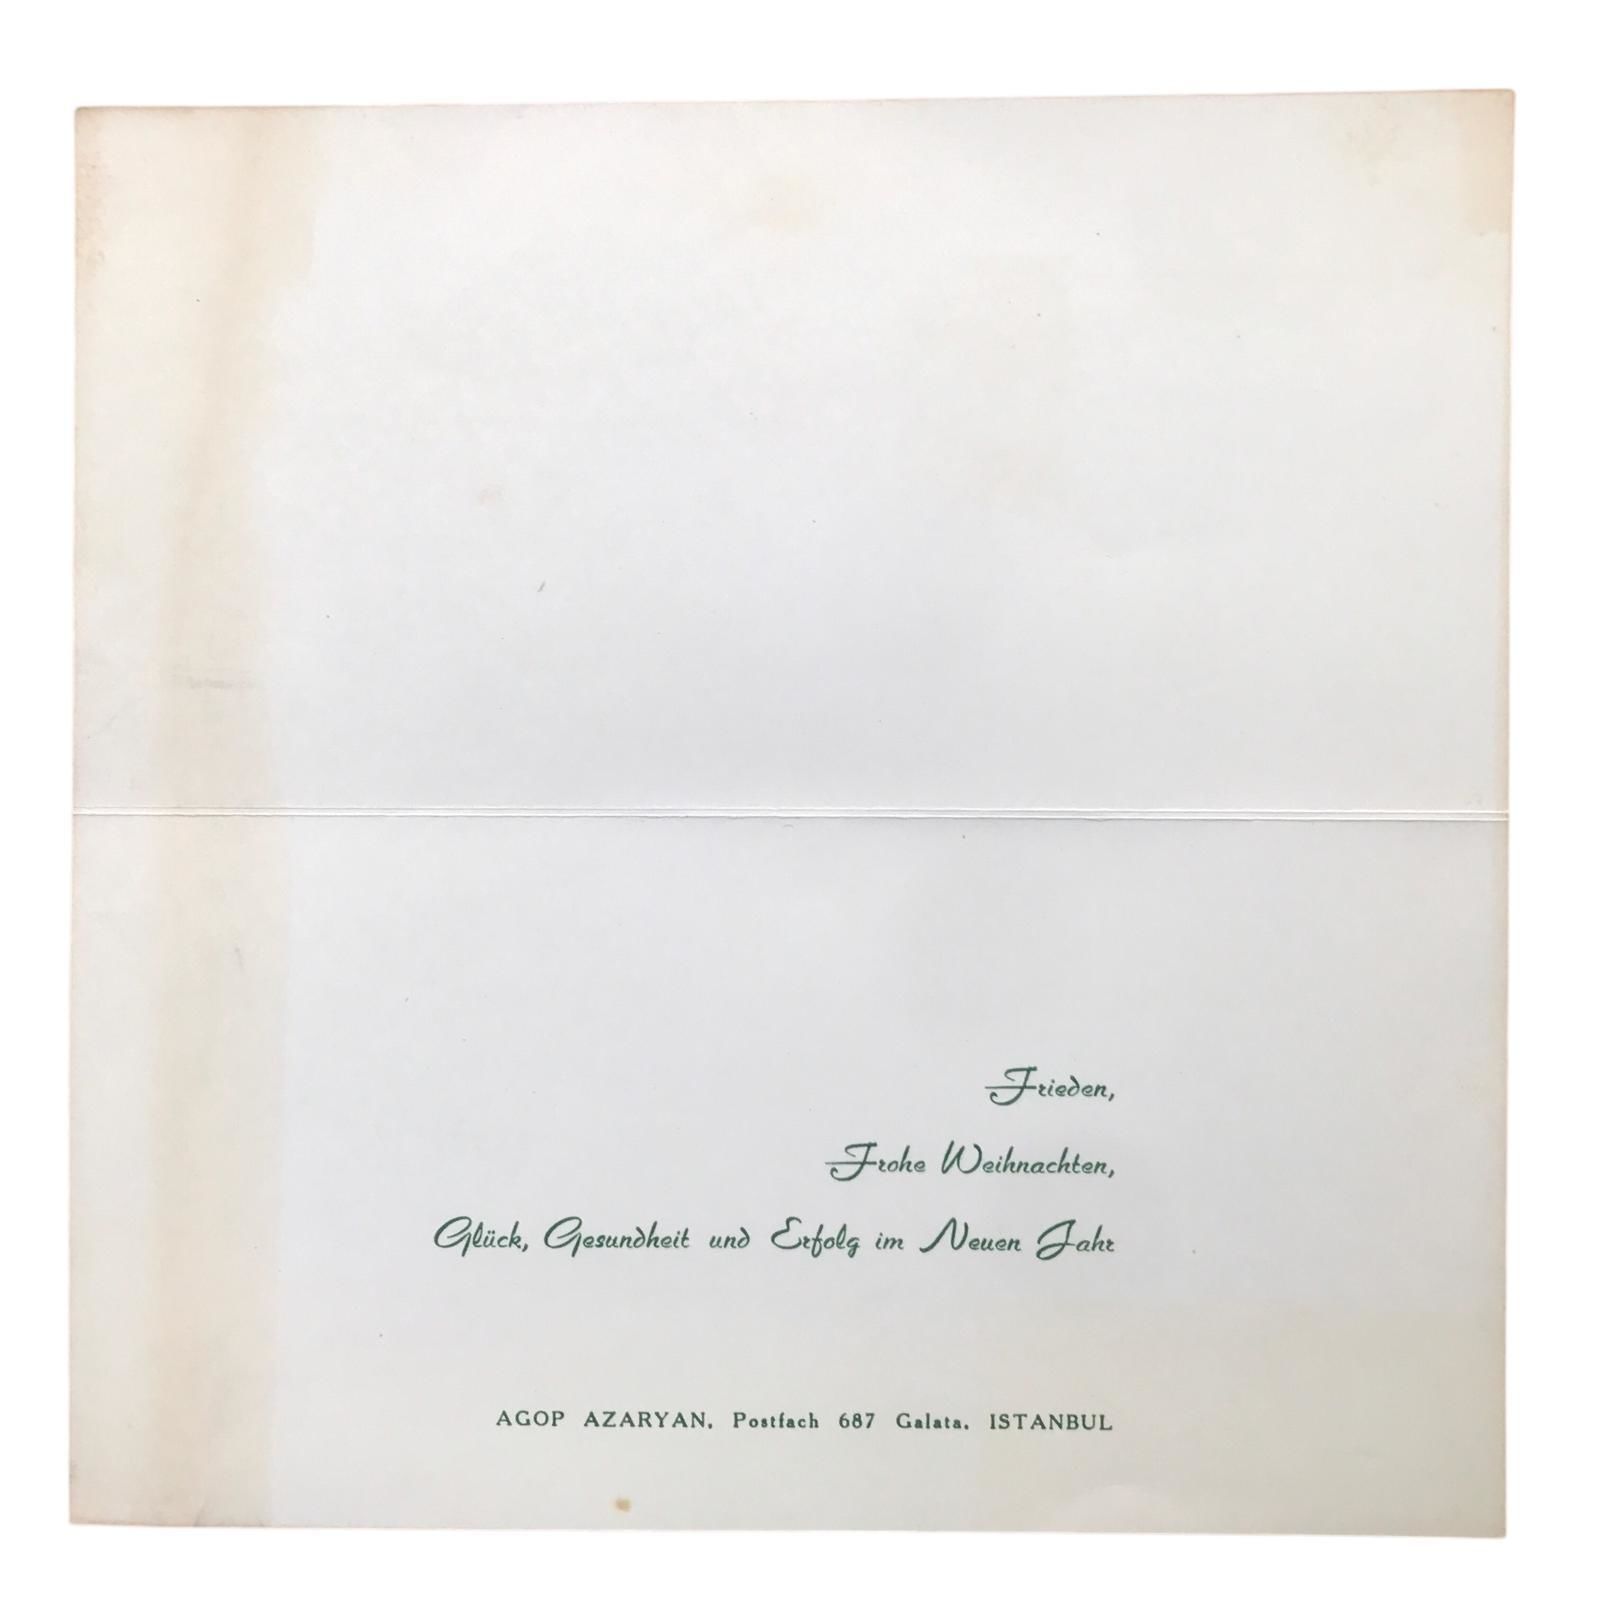 Frieden,
Frohe Weihnachten,
Glück, Gesundheit und Erfolg im Neuen Jahr
AGOP AZARYAN, Postfach 687 Galata, ISTANBUL